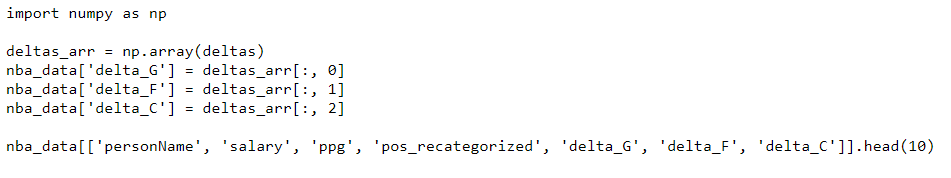 import numpy as np
deltas_arr = np.array(deltas)
nba_data['delta_G'] = deltas_arr[:, 0]
nba_data['delta_F'] = deltas_arr[:, 1]
nba_data['delta_C'] = deltas_arr[:, 2]
nba_data[['personName', 'salary', 'ppg', 'pos_recategorized', 'delta_G', 'delta_F', 'delta_C']].head(10)